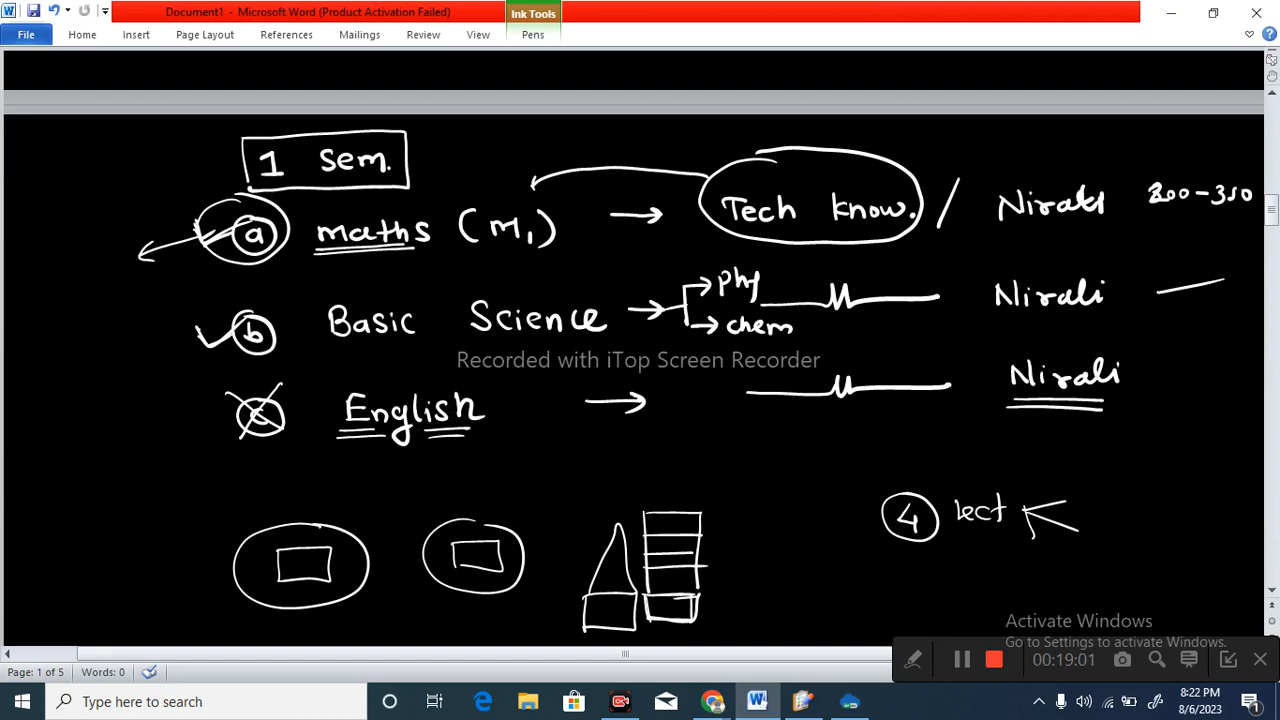 Document1 - Microsoft Word (Product Activation Failed)
Ink Tools
File Home Insert Page Layout References Mailings Review View Pens
1 Sem.
a maths (M1) → Tech know. / Nirali 300-350
b Basic Science → phy Nirali
chem
Recorded with iTop Screen Recorder
c English → Nirali
4 lect
Activate Windows
Go to Settings to activate Windows.
00:19:01
Page: 1 of 5 Words: 0
Type here to search
8:22 PM
8/6/2023